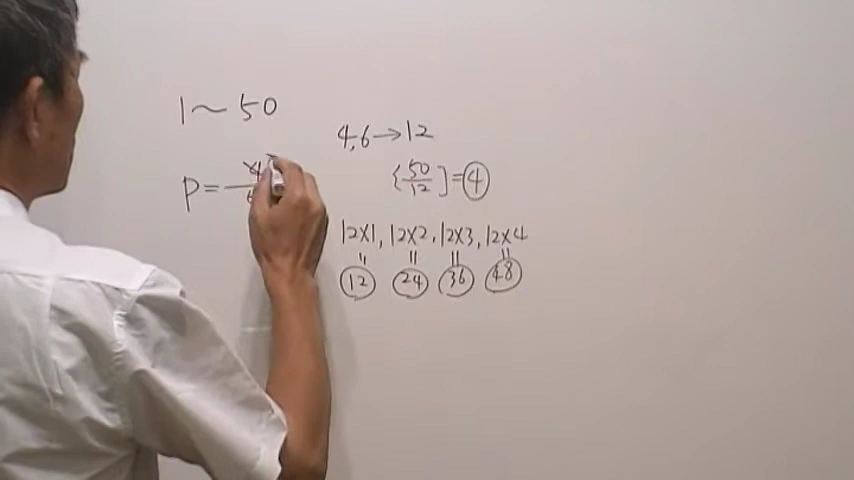 1~50
4,6→12
P=4
{50/12]=4
12×1, 12×2, 12×3, 12×4
= = = =
12 24 36 48